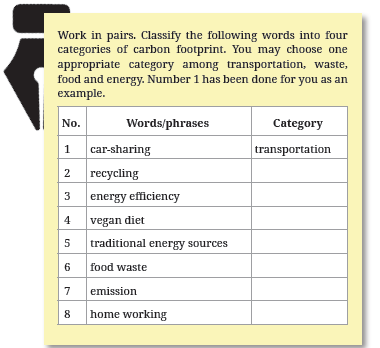 Work in pairs. Classify the following words into four
categories of carbon footprint. You may choose one
appropriate category among transportation, waste,
food and energy. Number 1 has been done for you as an
example.
No. Words/phrases Category
1 car-sharing transportation
2 recycling
3 energy efficiency
4 vegan diet
5 traditional energy sources
6 food waste
7 emission
8 home working